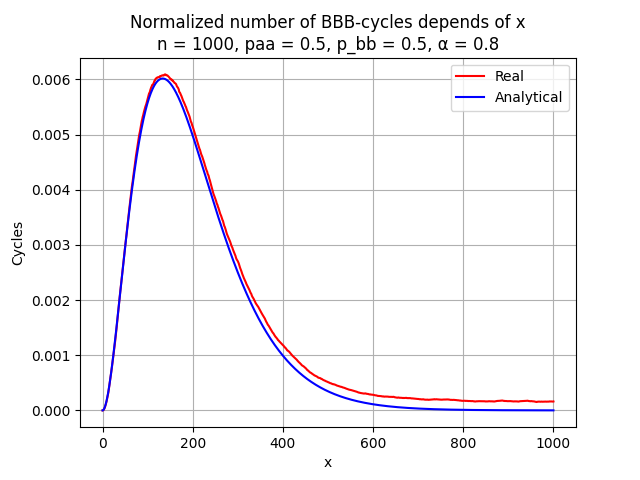 Normalized number of BBB-cycles depends of x
n = 1000, paa = 0.5, p_bb = 0.5, α = 0.8
Real
Analytical
Cycles
0.006
0.005
0.004
0.003
0.002
0.001
0.000
0 200 400 600 800 1000
x